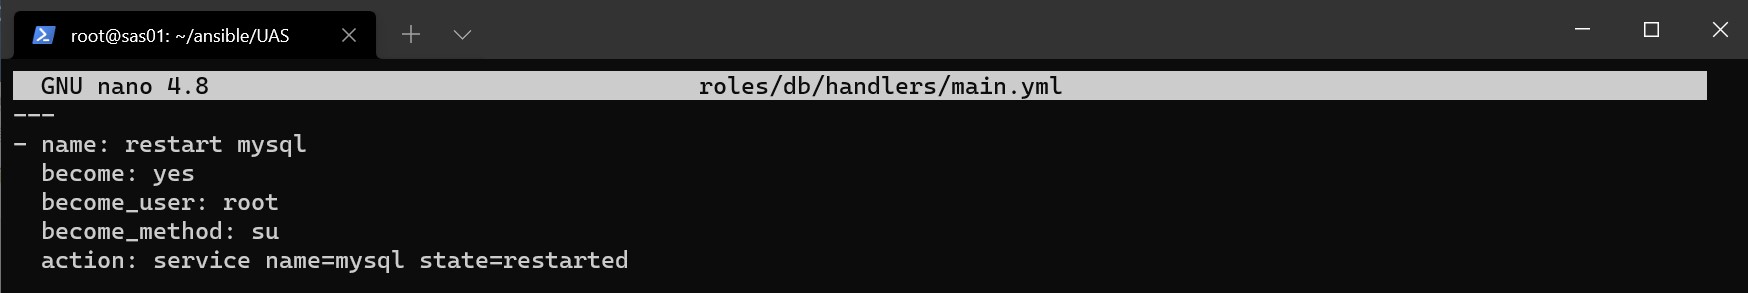 root@sas01: ~/ansible/UAS
GNU nano 4.8 roles/db/handlers/main.yml
---
- name: restart mysql
  become: yes
  become_user: root
  become_method: su
  action: service name=mysql state=restarted